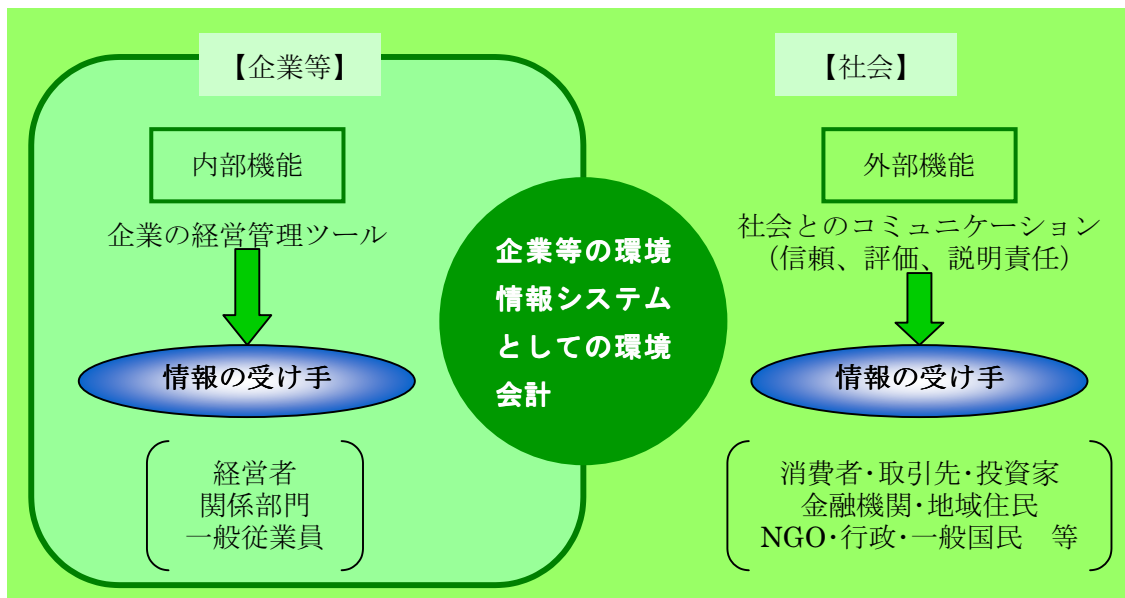 【企業等】
内部機能
企業の経営管理ツール
情報の受け手
経営者
関係部門
一般従業員
企業等の環境
情報システム
としての環境
会計
【社会】
外部機能
社会とのコミュニケーション
（信頼、評価、説明責任）
情報の受け手
消費者・取引先・投資家
金融機関・地域住民
NGO・行政・一般国民　等